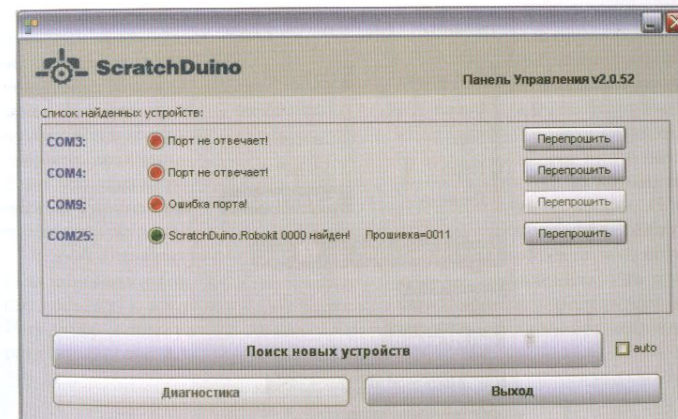 ScratchDuino
Панель Управления v2.0.52
Список найденных устройств:
COM3: Порт не отвечает! Перепрошить
COM4: Порт не отвечает! Перепрошить
COM9: Ошибка порта! Перепрошить
COM25: ScratchDuino.Robokit 0000 найден! Прошивка=0011 Перепрошить
Поиск новых устройств auto
Диагностика Выход